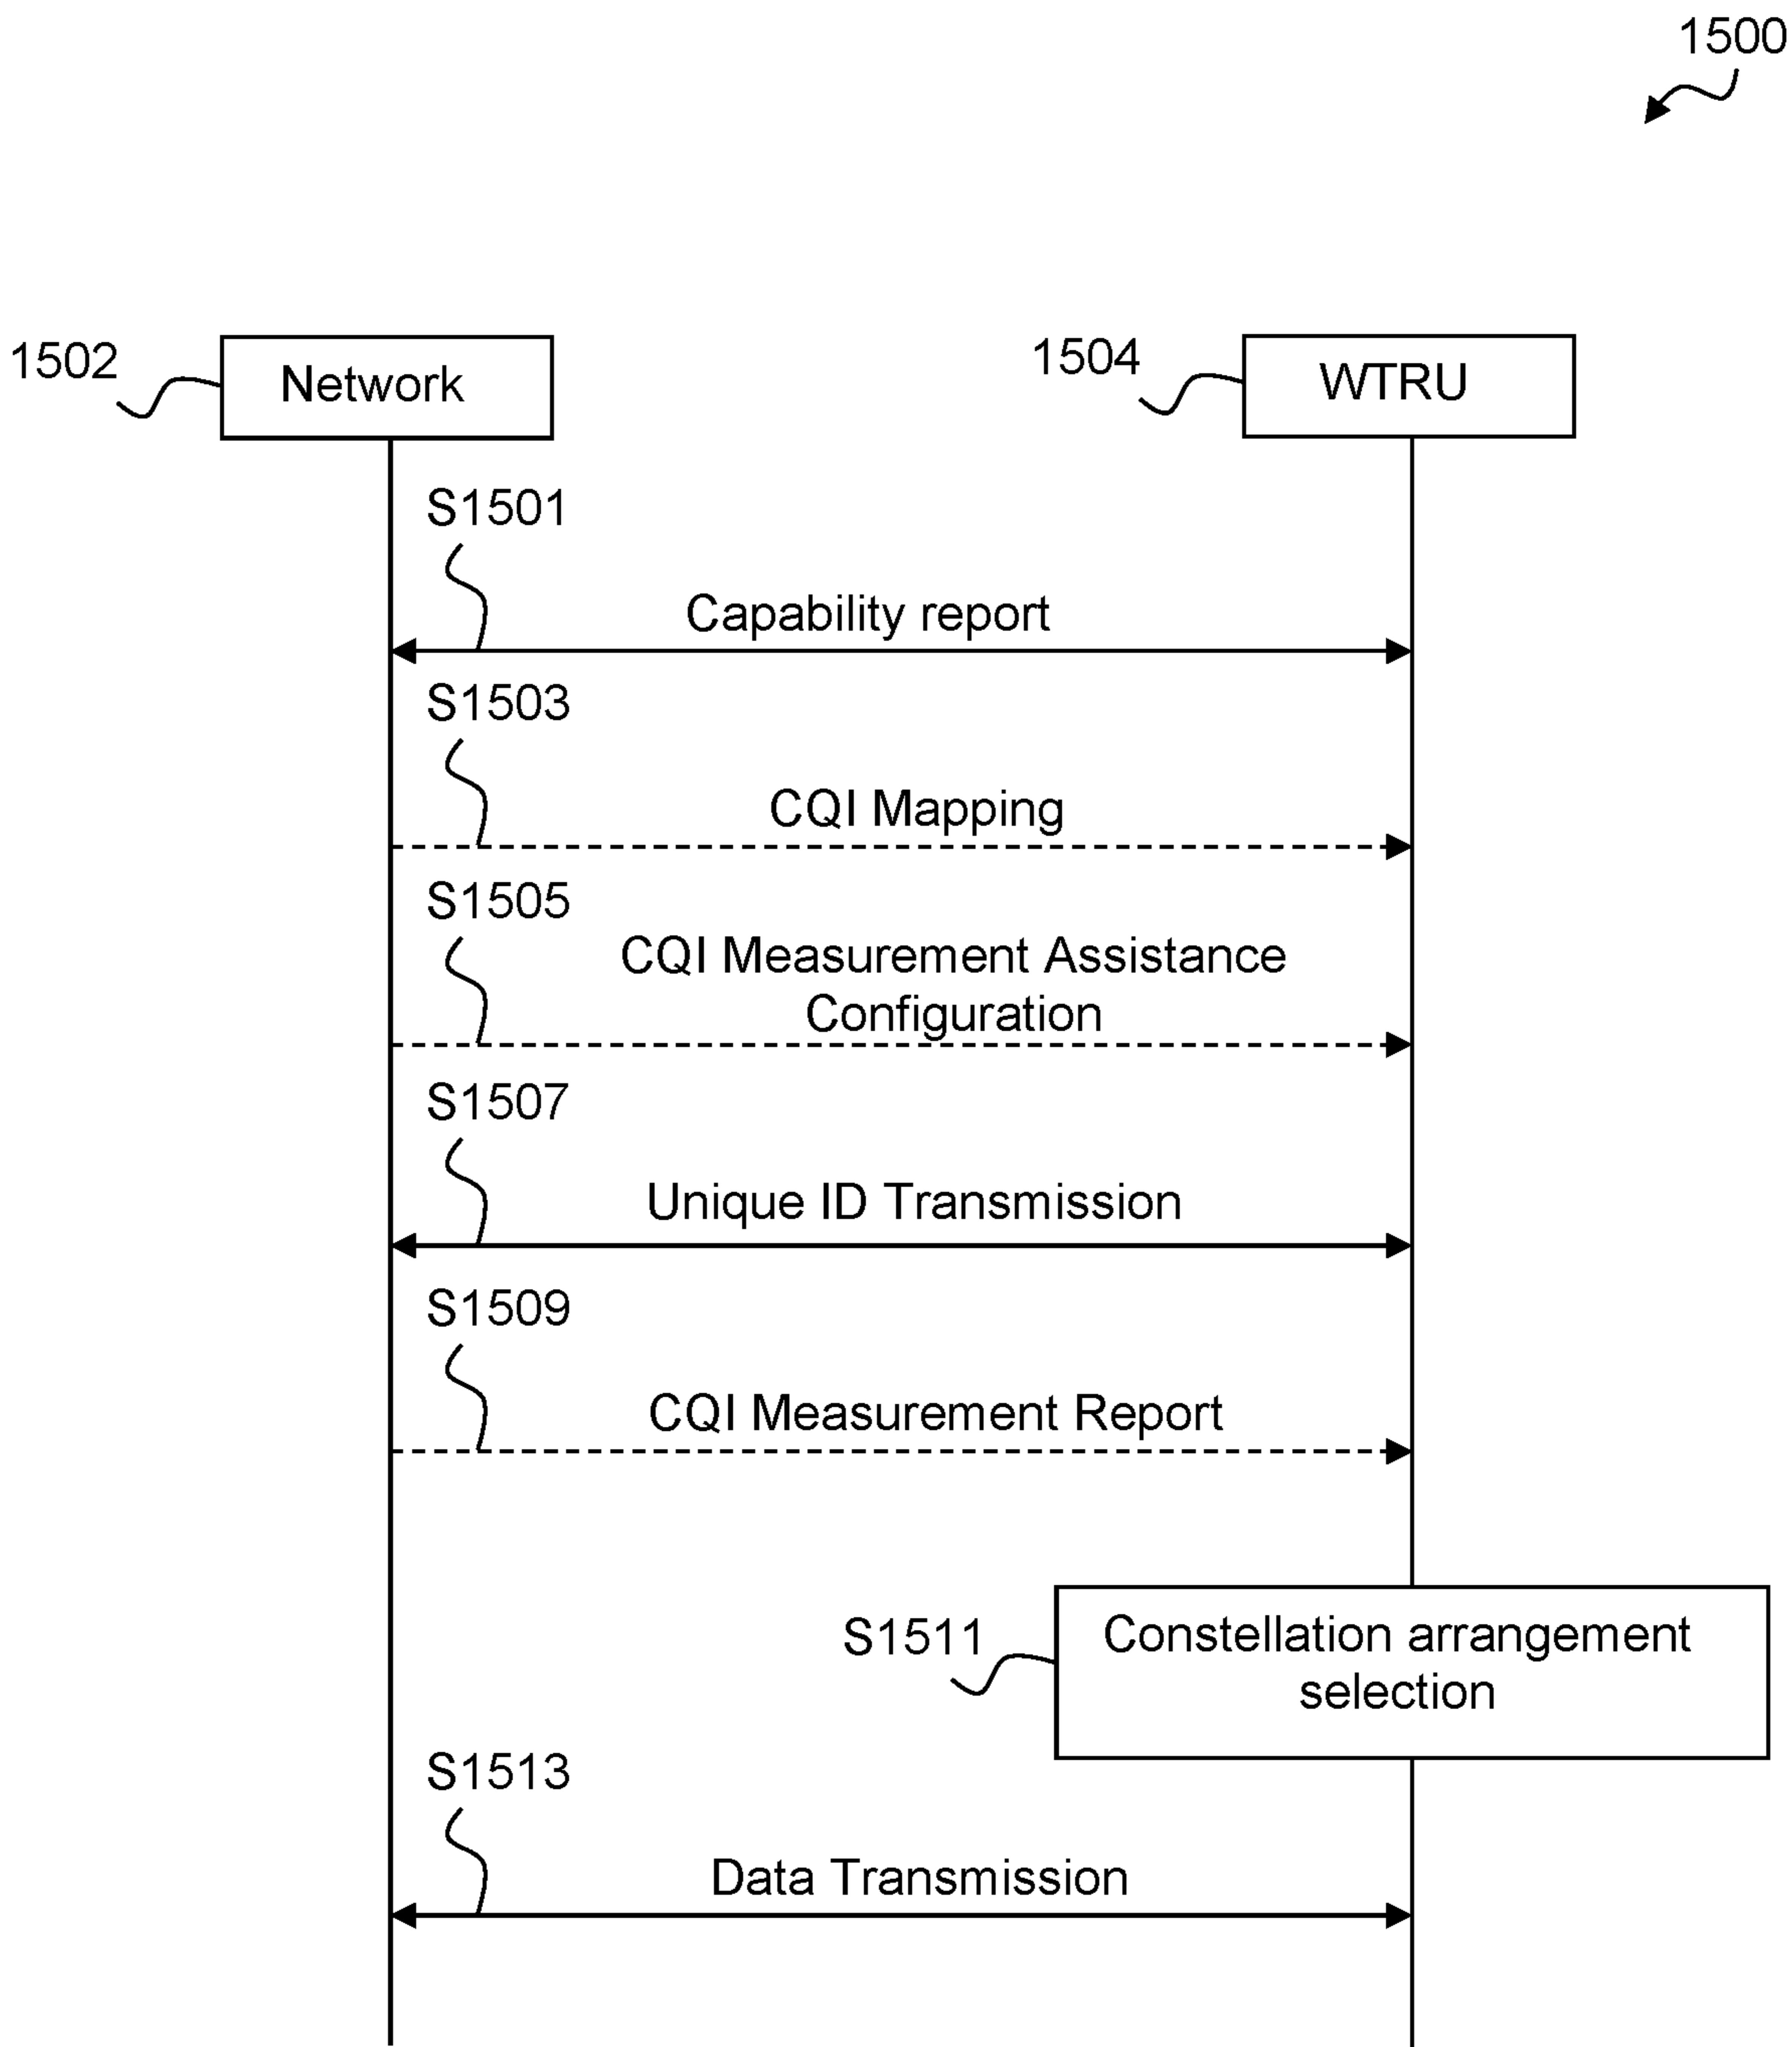 1500
1502
Network
1504
WTRU
S1501
Capability report
S1503
CQI Mapping
S1505
CQI Measurement Assistance
Configuration
S1507
Unique ID Transmission
S1509
CQI Measurement Report
S1511
Constellation arrangement
selection
S1513
Data Transmission